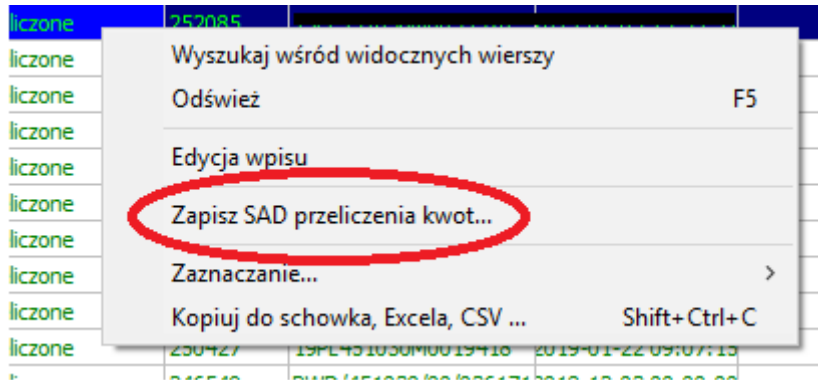 liczone 252085
liczone
Wyszukaj wśród widocznych wierszy
liczone
Odśwież F5
liczone
liczone
Edycja wpisu
liczone
Zapisz SAD przeliczenia kwot...
liczone
liczone
Zaznaczanie... >
liczone
Kopiuj do schowka, Excela, CSV ... Shift+Ctrl+C
liczone 250427 19PL451030M0019418 2019-01-22 09:07:15